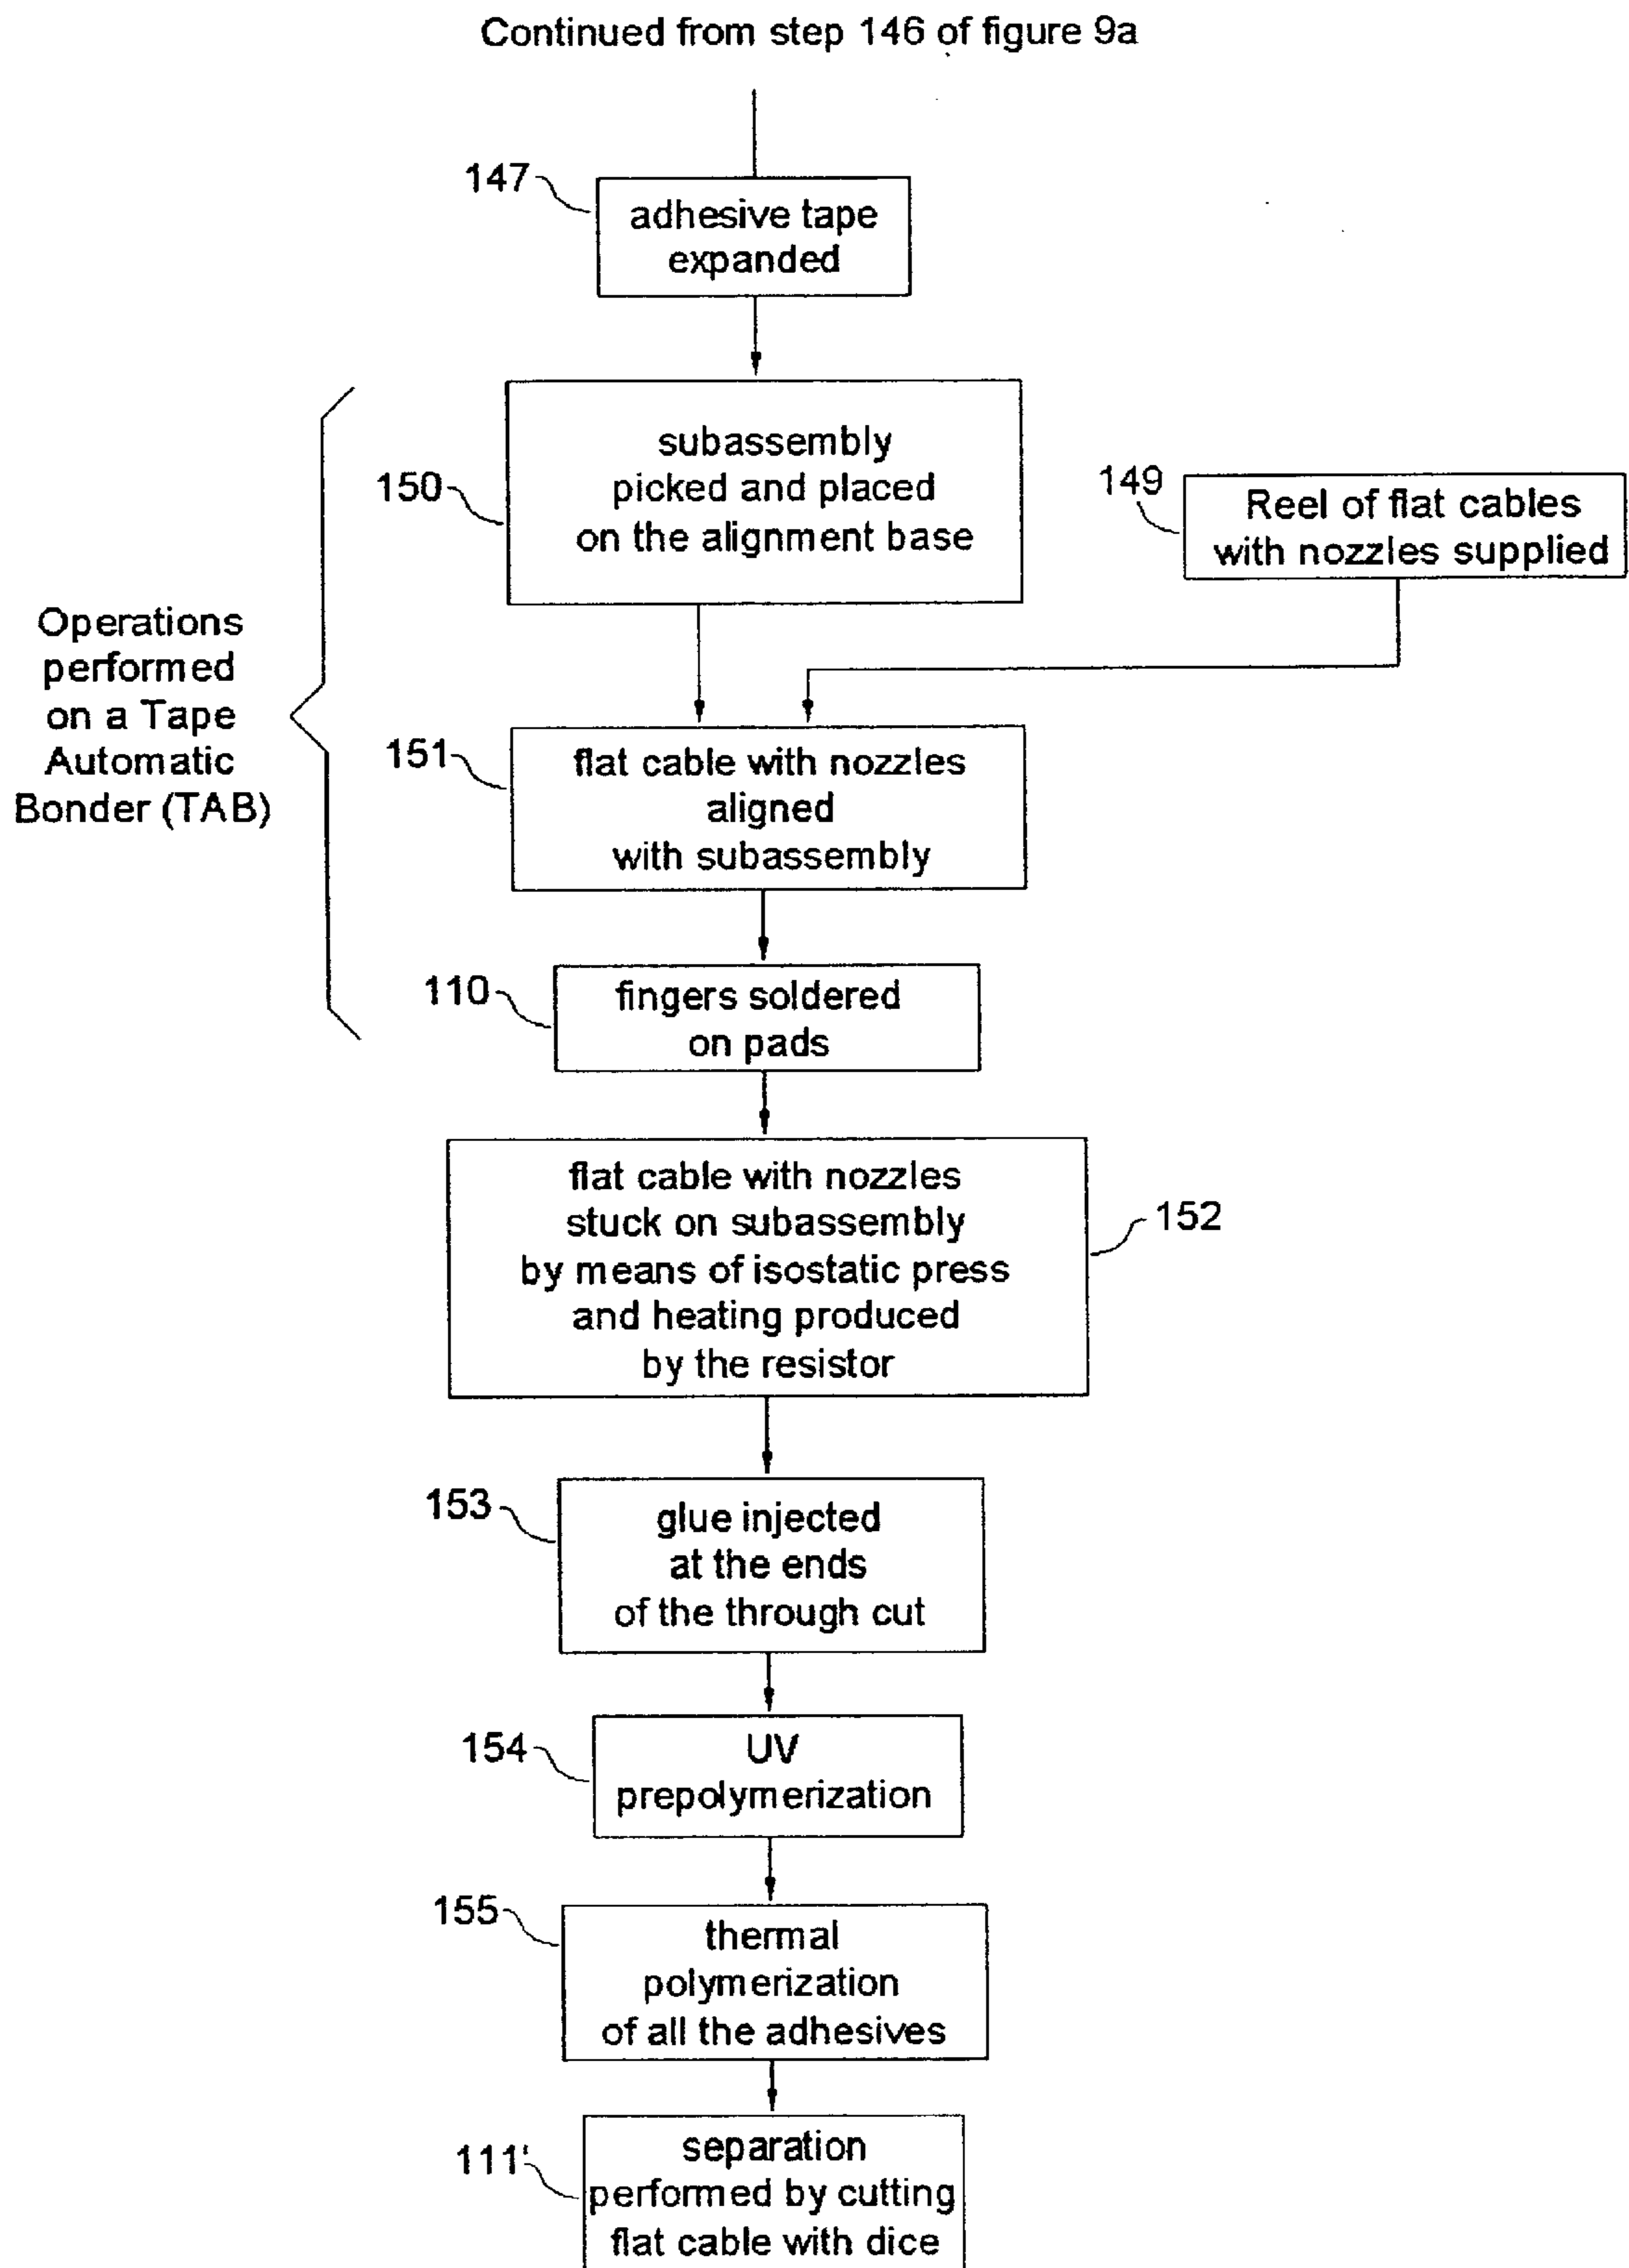 Continued from step 146 of figure 9a
147
adhesive tape
expanded
subassembly
150
picked and placed
on the alignment base
149
Reel of flat cables
with nozzles supplied
Operations
performed
on a Tape
Automatic
Bonder (TAB)
151
flat cable with nozzles
aligned
with subassembly
110
fingers soldered
on pads
flat cable with nozzles
stuck on subassembly
by means of isostatic press
and heating produced
by the resistor
152
153
glue injected
at the ends
of the through cut
154
UV
prepolymerization
155
thermal
polymerization
of all the adhesives
111'
separation
performed by cutting
flat cable with dice